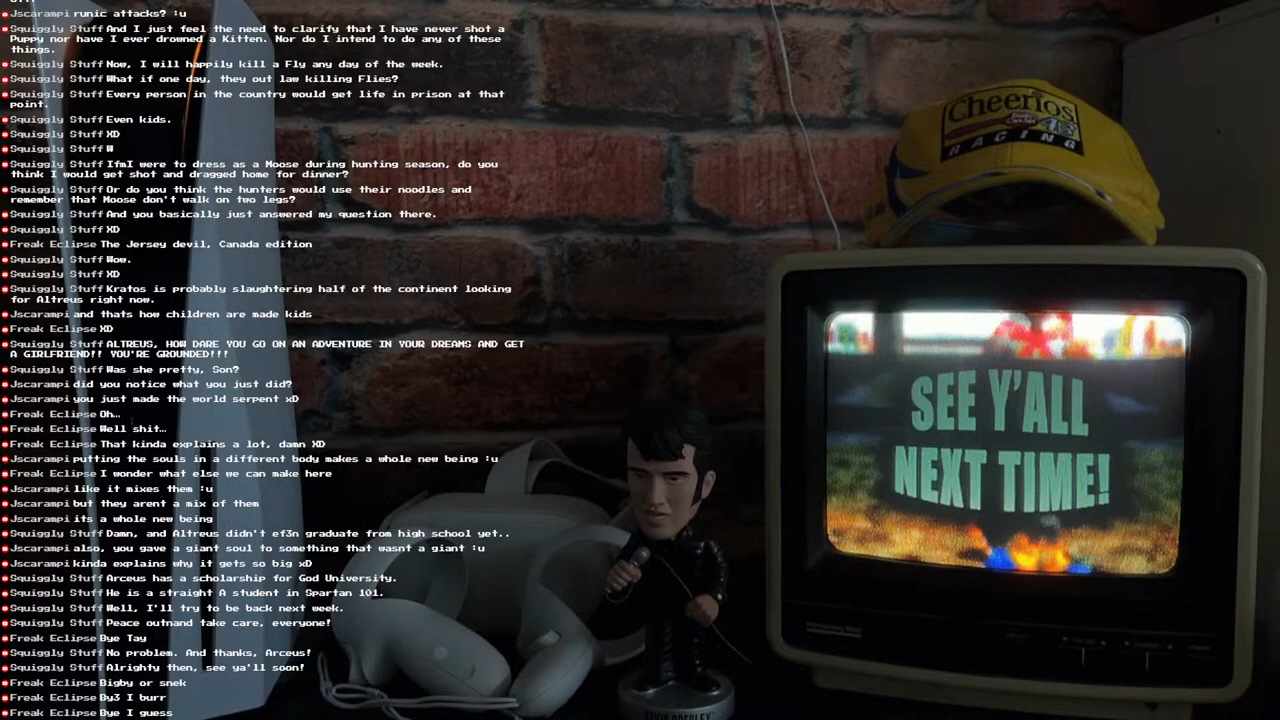 Jscarampi runic attacks? :u
Squiggly Stuff And I just feel the need to clarify that I have never shot a
Puppy nor have I ever drowned a Kitten. Nor do I intend to do any of these
things.
Squiggly Stuff Now, I will happily kill a Fly any day of the week.
Squiggly Stuff What if one day, they out law killing Flies?
Squiggly Stuff Every person in the country would get life in prison at that
point.
Squiggly Stuff Even kids.
Squiggly Stuff XD
Squiggly Stuff W
Squiggly Stuff IfmI were to dress as a Moose during hunting season, do you
think I would get shot and dragged home for dinner?
Squiggly Stuff Or do you think the hunters would use their noodles and
remember that Moose don't walk on two legs?
Squiggly Stuff And you basically just answered my question there.
Squiggly Stuff XD
Freak Eclipse The Jersey devil, Canada edition
Squiggly Stuff Wow.
Squiggly Stuff XD
Squiggly Stuff Kratos is probably slaughtering half of the continent looking
for Altreus right now.
Jscarampi and thats how children are made kids
Freak Eclipse XD
Squiggly Stuff ALTREUS, HOW DARE YOU GO ON AN ADVENTURE IN YOUR DREAMS AND GET
A GIRLFRIEND!! YOU'RE GROUNDED!!!
Squiggly Stuff Was she pretty, Son?
Jscarampi did you notice what you just did?
Jscarampi you just made the world serpent xD
Freak Eclipse Oh…
Freak Eclipse Well shit…
Freak Eclipse That kinda explains a lot, damn XD
Jscarampi putting the souls in a different body makes a whole new being :u
Freak Eclipse I wonder what else we can make here
Jscarampi like it mixes them :u
Jscarampi but they arent a mix of them
Jscarampi its a whole new being
Squiggly Stuff Damn, and Altreus didn't ef3n graduate from high school yet..
Jscarampi also, you gave a giant soul to something that wasnt a giant :u
Jscarampi kinda explains why it gets so big xD
Squiggly Stuff Arceus has a scholarship for God University.
Squiggly Stuff He is a straight A student in Spartan 101.
Squiggly Stuff Well, I'll try to be back next week.
Squiggly Stuff Peace outnand take care, everyone!
Freak Eclipse Bye Tay
Squiggly Stuff No problem. And thanks, Arceus!
Squiggly Stuff Alrighty then, see ya'll soon!
Freak Eclipse Bigby or snek
Freak Eclipse By3 I burr
Freak Eclipse Bye I guess
Cheerios
43
RACING
SEE Y'ALL
NEXT TIME!
ELVIS PRESLEY